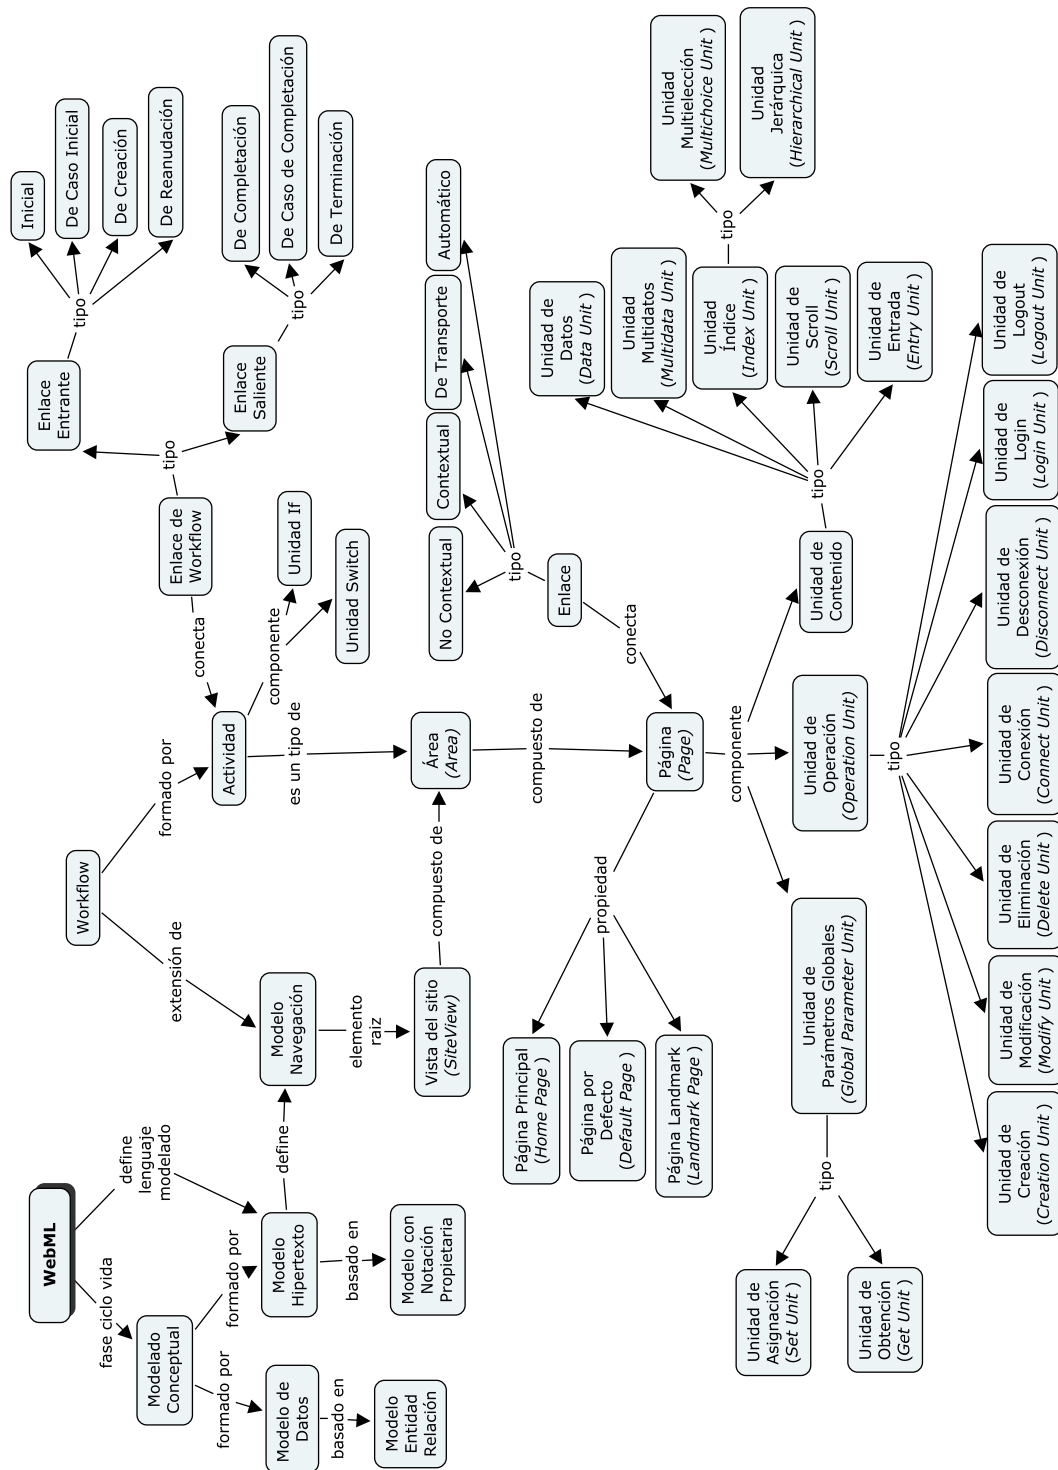 WebML
fase ciclo vida
define
lenguaje
modelado
Modelado
Conceptual
formado por
formado por
Modelo de
Datos
basado en
Modelo
Entidad
Relación
Modelo
Hipertexto
basado en
Modelo con
Notación
Propietaria
define
Modelo
Navegación
elemento
raiz
Vista del sitio
(SiteView)
compuesto de
Workflow
extensión de
formado por
Actividad
componente
Unidad If
Unidad Switch
es un tipo de
Área
(Area)
compuesto de
conecta
Enlace de
Workflow
tipo
Enlace
Entrante
tipo
Inicial
De Caso Inicial
De Creación
De Reanudación
Enlace
Saliente
tipo
De Completación
De Caso de Completación
De Terminación
Página
(Page)
conecta
Enlace
tipo
No Contextual
Contextual
De Transporte
Automático
propiedad
Página Principal
(Home Page )
Página por
Defecto
(Default Page )
Página Landmark
(Landmark Page )
componente
Unidad de
Parámetros Globales
(Global Parameter Unit)
tipo
Unidad de
Asignación
(Set Unit )
Unidad de
Obtención
(Get Unit )
Unidad de
Operación
(Operation Unit)
tipo
Unidad de
Creación
(Creation Unit )
Unidad de
Modificación
(Modify Unit )
Unidad de
Eliminación
(Delete Unit )
Unidad de
Conexión
(Connect Unit )
Unidad de
Desconexión
(Disconnect Unit )
Unidad de
Login
(Login Unit )
Unidad de
Logout
(Logout Unit )
Unidad de
Contenido
tipo
Unidad de
Datos
(Data Unit )
Unidad
Multidatos
(Multidata Unit )
Unidad
Índice
(Index Unit )
Unidad de
Scroll
(Scroll Unit )
Unidad de
Entrada
(Entry Unit )
tipo
Unidad
Multielección
(Multichoice Unit )
Unidad
Jerárquica
(Hierarchical Unit )